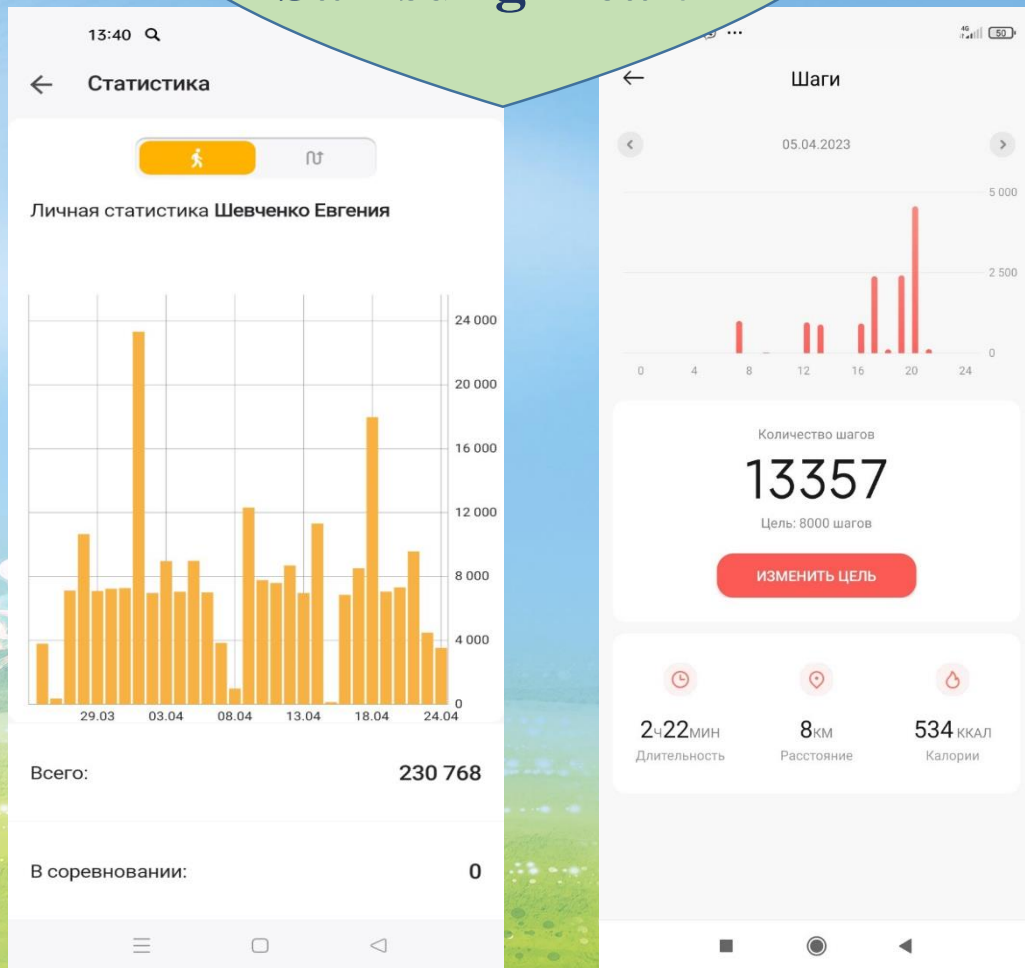 13:40
Статистика
Личная статистика Шевченко Евгения
24 000
20 000
16 000
12 000
8 000
4 000
0
29.03 03.04 08.04 13.04 18.04 24.04
Всего: 230 768
В соревновании: 0
4G 50
Шаги
05.04.2023
5 000
2 500
0
0 4 8 12 16 20 24
Количество шагов
13357
Цель: 8000 шагов
ИЗМЕНИТЬ ЦЕЛЬ
2ч22мин 8км 534 ккал
Длительность Расстояние Калории